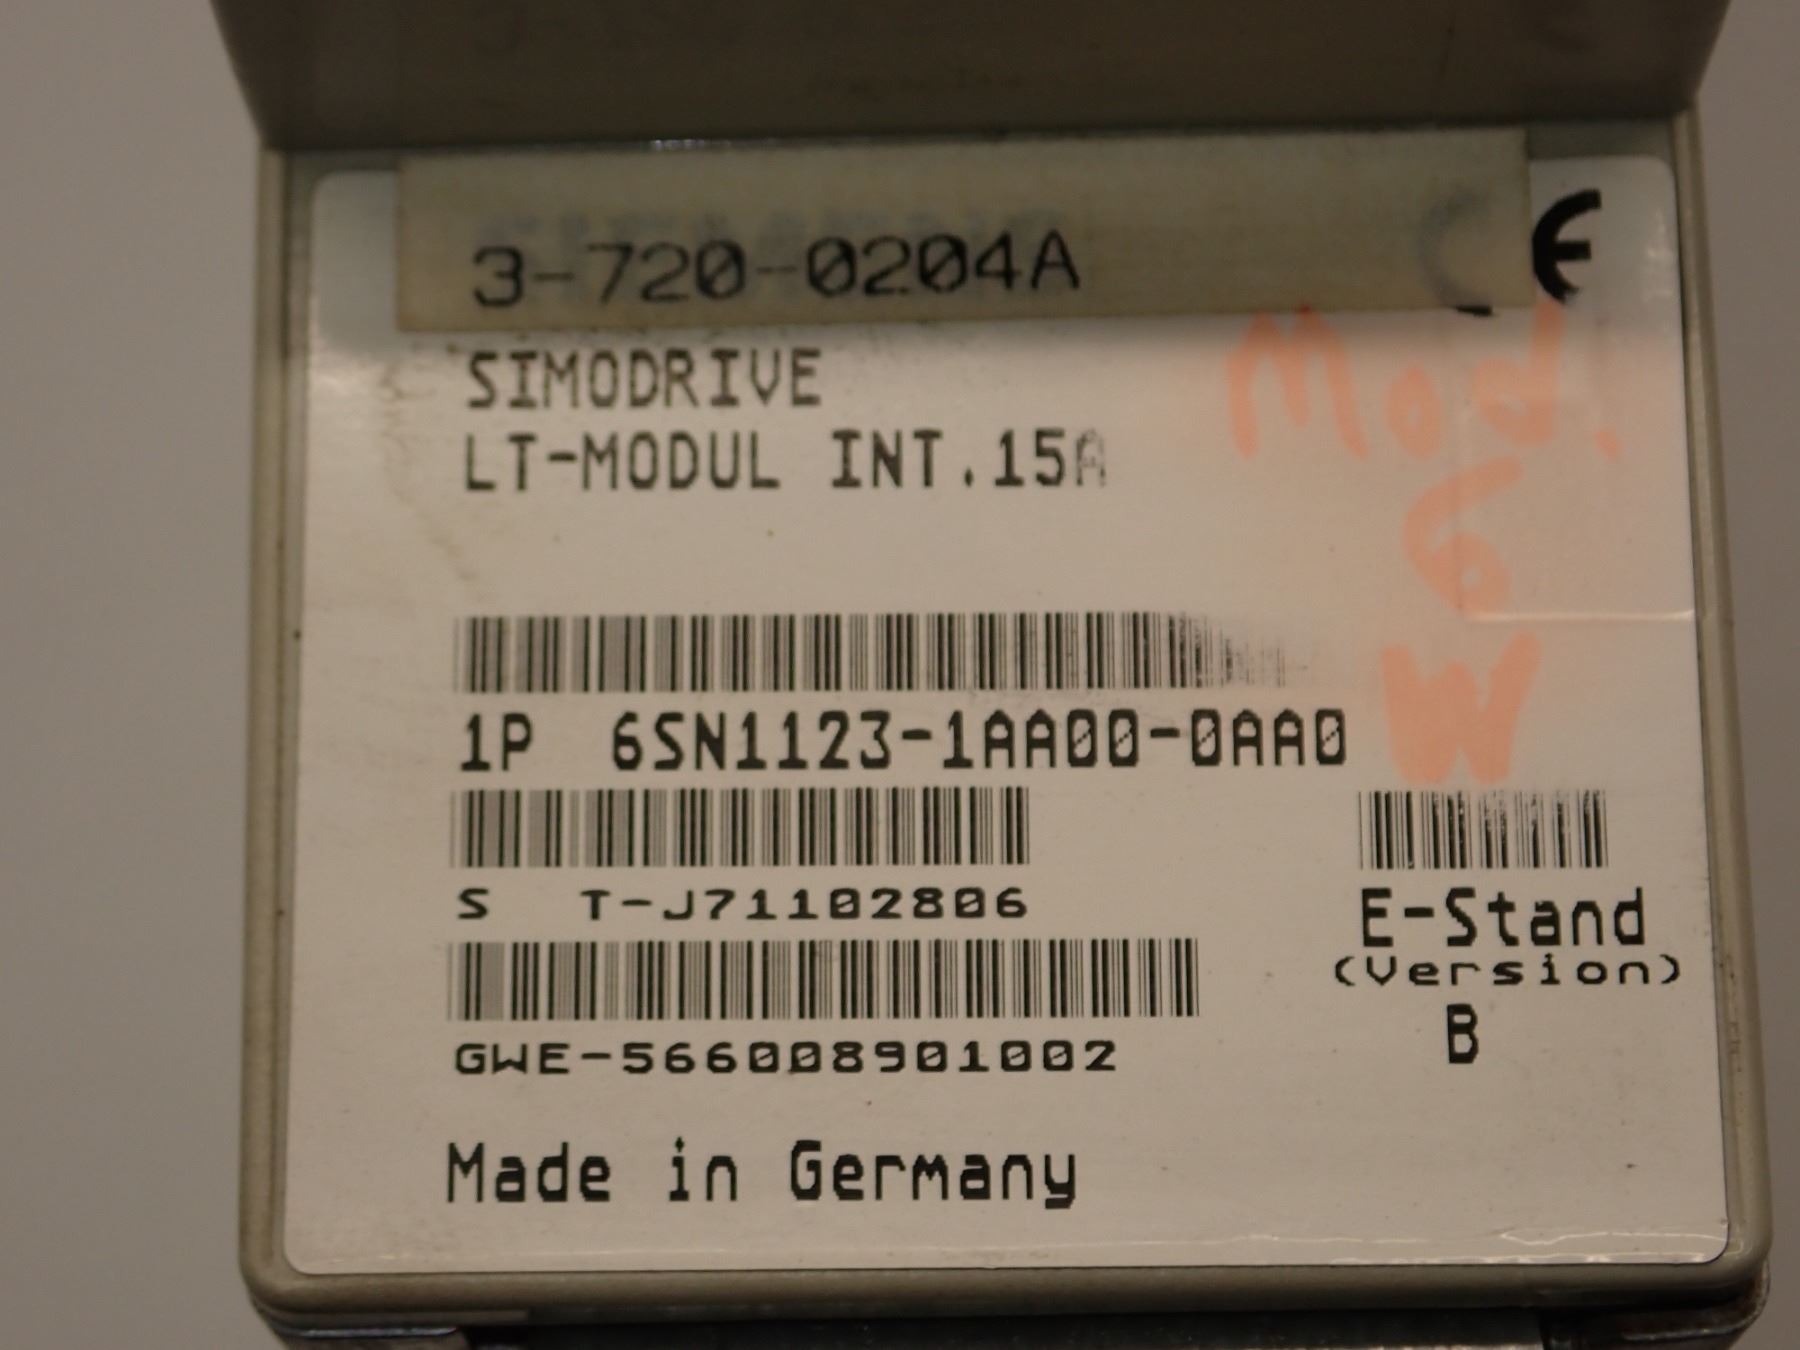 3-720-0204A
CE
SIMODRIVE
LT-MODUL INT.15A
Mod.
6
W
1P 6SN1123-1AA00-0AA0
S T-J71102806
E-Stand
(Version)
B
GWE-566008901002
Made in Germany